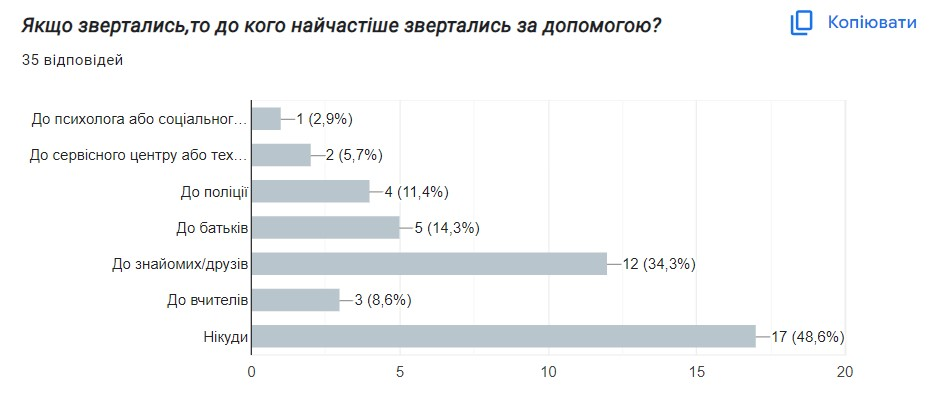 Якщо звертались,то до кого найчастіше звертались за допомогою?
Копіювати
35 відповідей
До психолога або соціальног…
1 (2,9%)
До сервісного центру або тех…
2 (5,7%)
До поліції
4 (11,4%)
До батьків
5 (14,3%)
До знайомих/друзів
12 (34,3%)
До вчителів
3 (8,6%)
Нікуди
17 (48,6%)
0 5 10 15 20